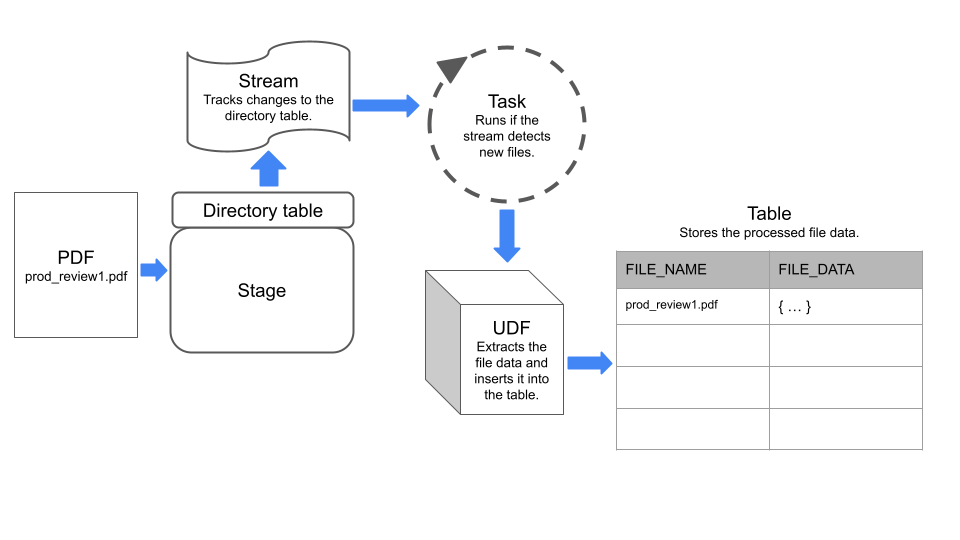 Stream
Tracks changes to the
directory table.
Task
Runs if the
stream detects
new files.
PDF
prod_review1.pdf
Directory table
Stage
UDF
Extracts the
file data and
inserts it into
the table.
Table
Stores the processed file data.
FILE_NAME FILE_DATA
prod_review1.pdf { … }